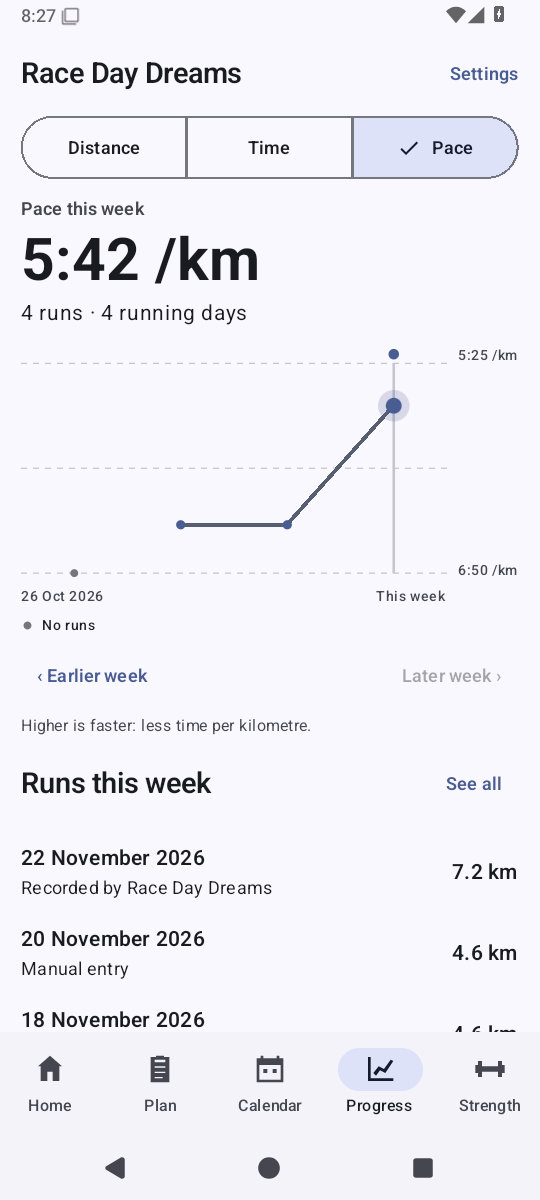 8:27
Race Day Dreams
Settings
Distance
Time
Pace
Pace this week
5:42 /km
4 runs · 4 running days
5:25 /km
6:50 /km
26 Oct 2026
This week
No runs
‹ Earlier week
Later week ›
Higher is faster: less time per kilometre.
Runs this week
See all
22 November 2026
7.2 km
Recorded by Race Day Dreams
20 November 2026
4.6 km
Manual entry
18 November 2026
4.6 km
Home
Plan
Calendar
Progress
Strength